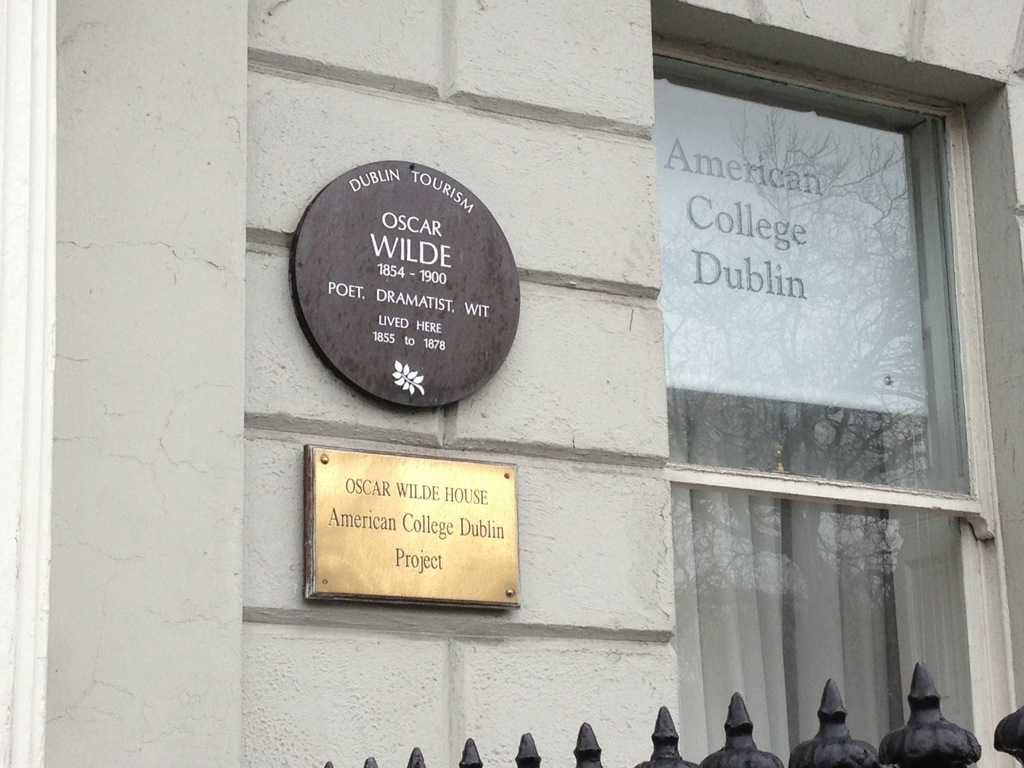 DUBLIN TOURISM
OSCAR
WILDE
1854 - 1900
POET, DRAMATIST, WIT
LIVED HERE
1855 to 1878
OSCAR WILDE HOUSE
American College Dublin
Project
American
College
Dublin